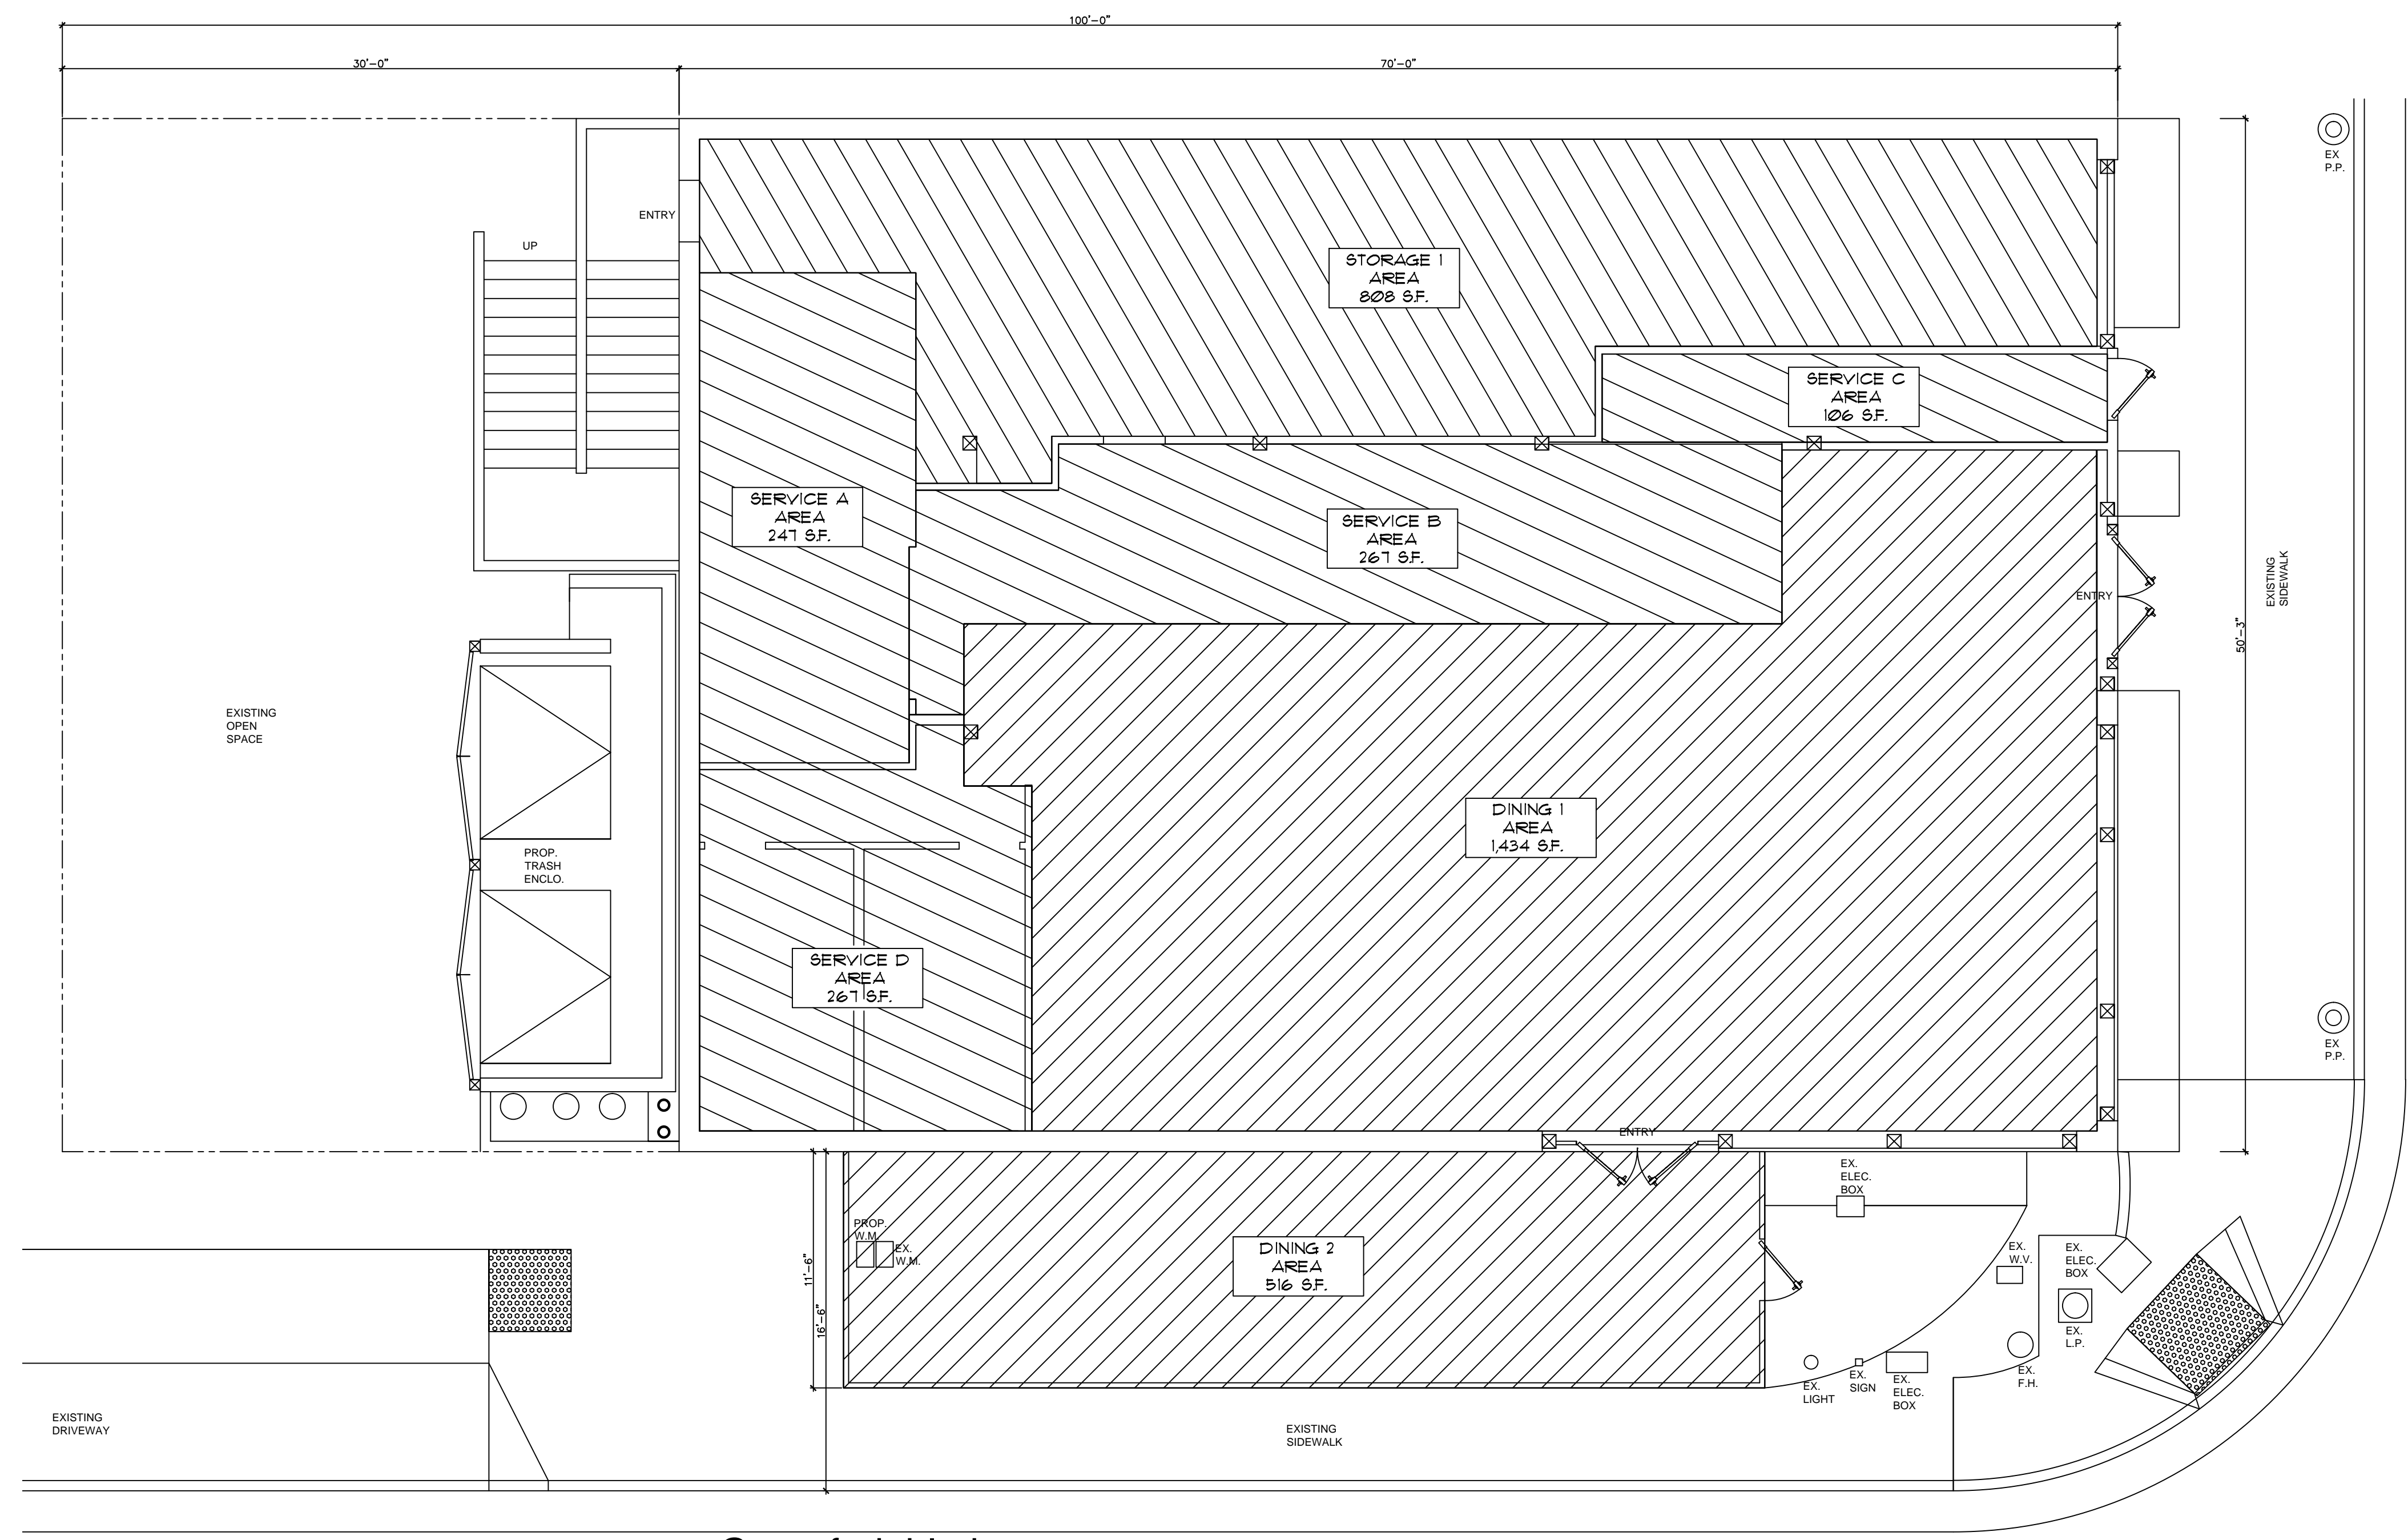 100'-0"
30'-0"
70'-0"
EX
P.P.
ENTRY
UP
STORAGE 1
AREA
808 S.F.
SERVICE C
AREA
106 S.F.
SERVICE A
AREA
247 S.F.
SERVICE B
AREA
267 S.F.
ENTRY
EXISTING
SIDEWALK
50'-3"
EXISTING
OPEN
SPACE
DINING 1
AREA
1,434 S.F.
PROP.
TRASH
ENCLO.
SERVICE D
AREA
267 S.F.
EX
P.P.
ENTRY
EX.
ELEC.
BOX
PROP.
W.M.
EX.
W.M.
DINING 2
AREA
516 S.F.
11'-6"
16'-6"
EX.
W.V.
EX.
ELEC.
BOX
EX.
L.P.
EX.
F.H.
EX.
LIGHT
EX.
SIGN
EX.
ELEC.
BOX
EXISTING
DRIVEWAY
EXISTING
SIDEWALK